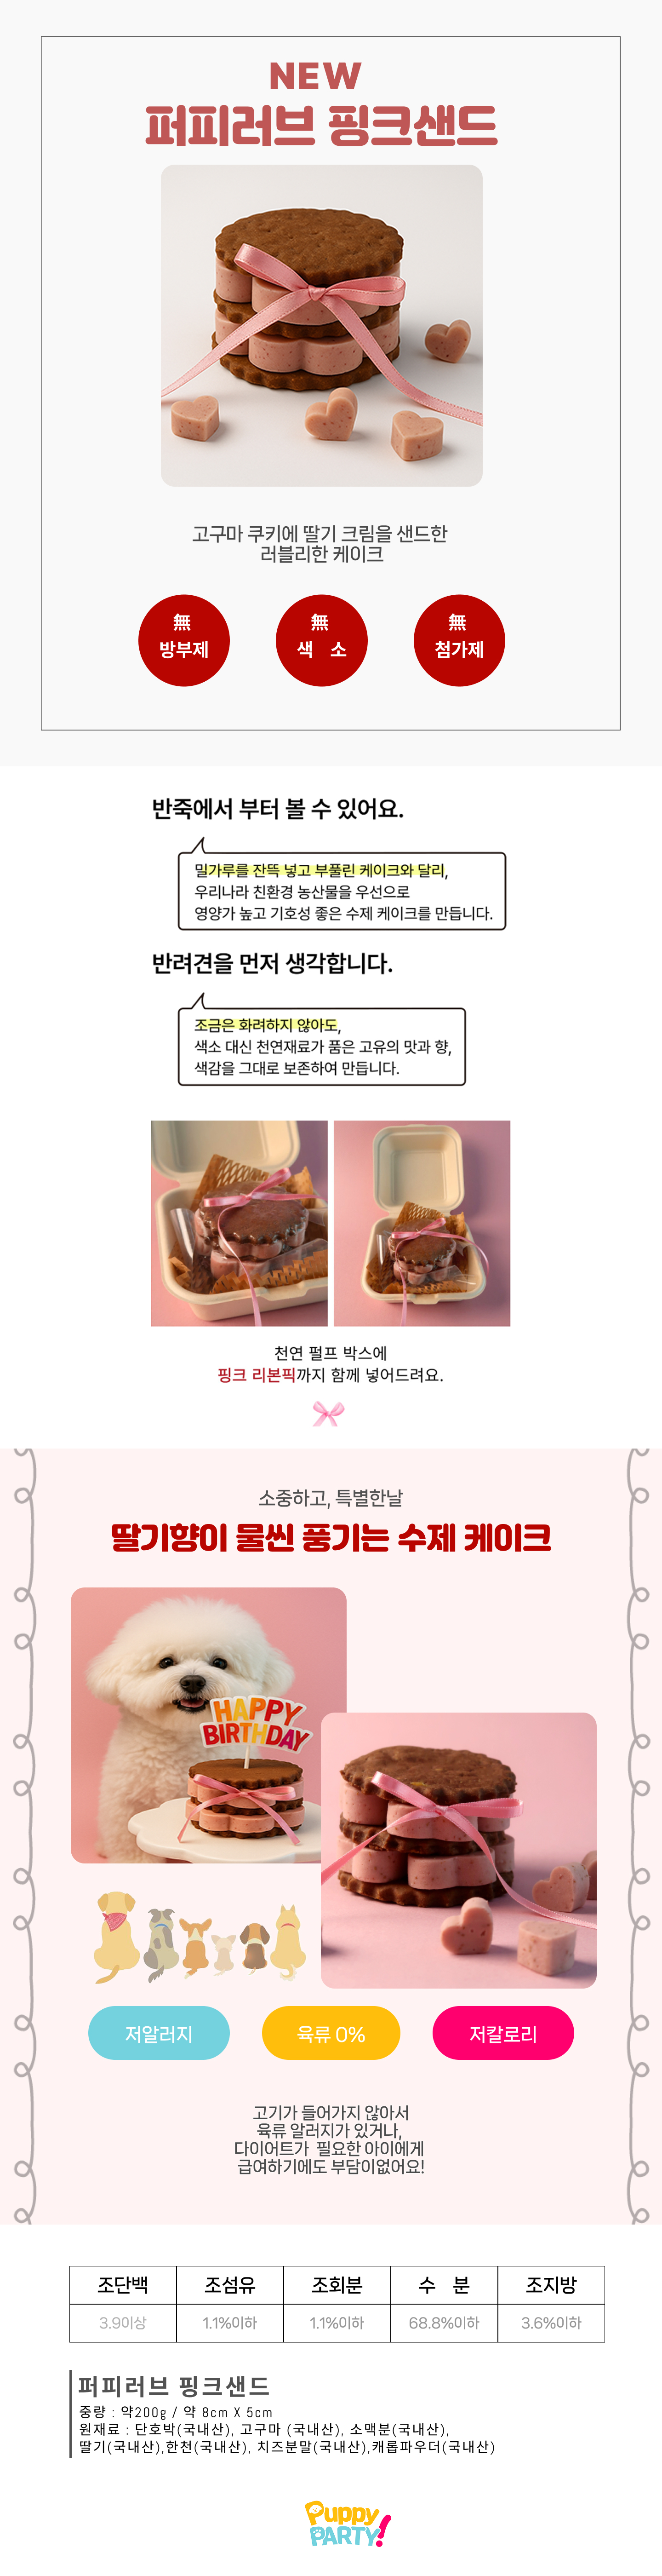 NEW
퍼피러브 핑크샌드
고구마 쿠키에 딸기 크림을 샌드한
러블리한 케이크
無
방부제
無
색 소
無
첨가제
반죽에서 부터 볼 수 있어요.
밀가루를 잔뜩 넣고 부풀린 케이크와 달리,
우리나라 친환경 농산물을 우선으로
영양가 높고 기호성 좋은 수제 케이크를 만듭니다.
반려견을 먼저 생각합니다.
조금은 화려하지 않아도,
색소 대신 천연재료가 품은 고유의 맛과 향,
색감을 그대로 보존하여 만듭니다.
천연 펄프 박스에
핑크 리본픽까지 함께 넣어드려요.
소중하고, 특별한날
딸기향이 물씬 풍기는 수제 케이크
HAPPY
BIRTHDAY
저알러지
육류 0%
저칼로리
고기가 들어가지 않아서
육류 알러지가 있거나,
다이어트가 필요한 아이에게
급여하기에도 부담이없어요!
조단백 조섬유 조회분 수 분 조지방
3.9이상 1.1%이하 1.1%이하 68.8%이하 3.6%이하
퍼피러브 핑크샌드
중량 : 약200g / 약 8cm X 5cm
원재료 : 단호박(국내산), 고구마 (국내산), 소맥분(국내산),
딸기(국내산),한천(국내산), 치즈분말(국내산),캐롭파우더(국내산)
Puppy
PARTY!